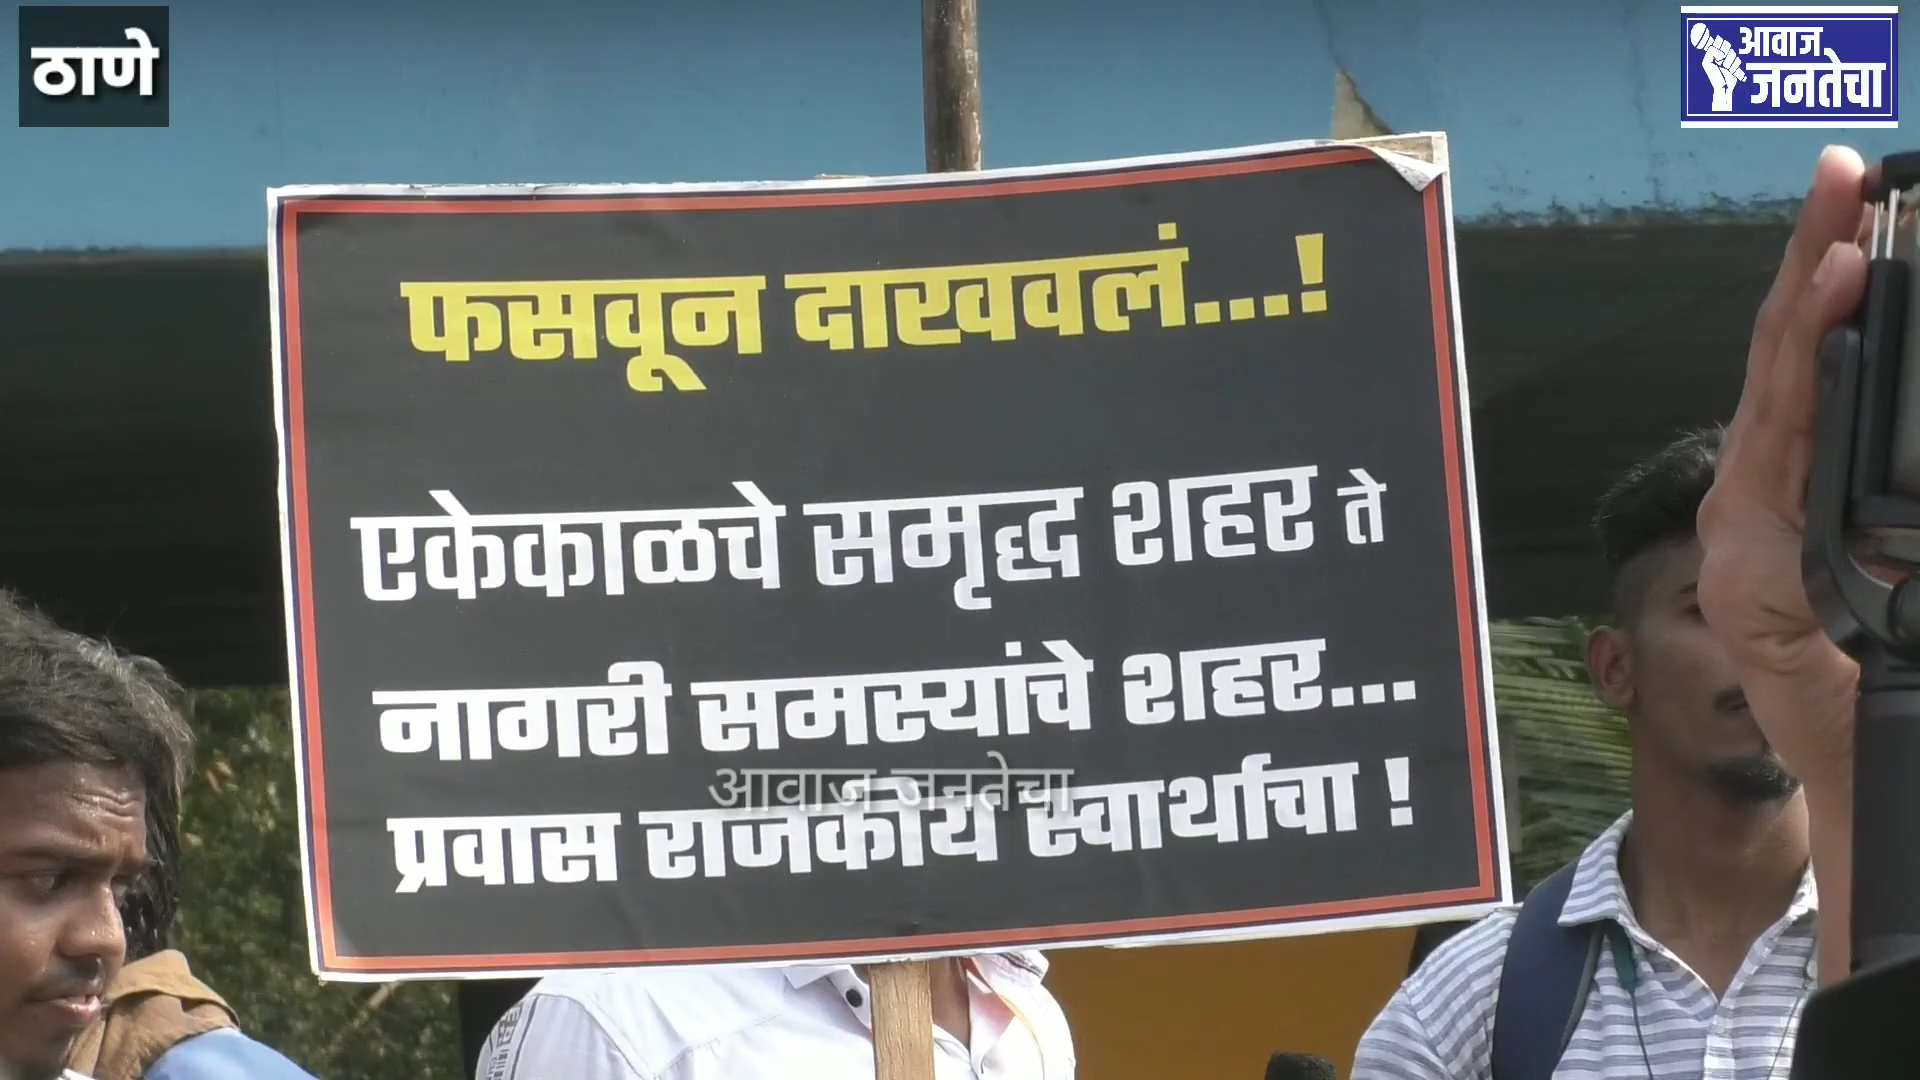 ठाणे
आवाज
जनतेचा
फसवून दाखवलं...!
एकेकाळचे समृद्ध शहर ते
नागरी समस्यांचे शहर...
आवाज जनतेचा
प्रवास राजकीय स्वार्थाचा !